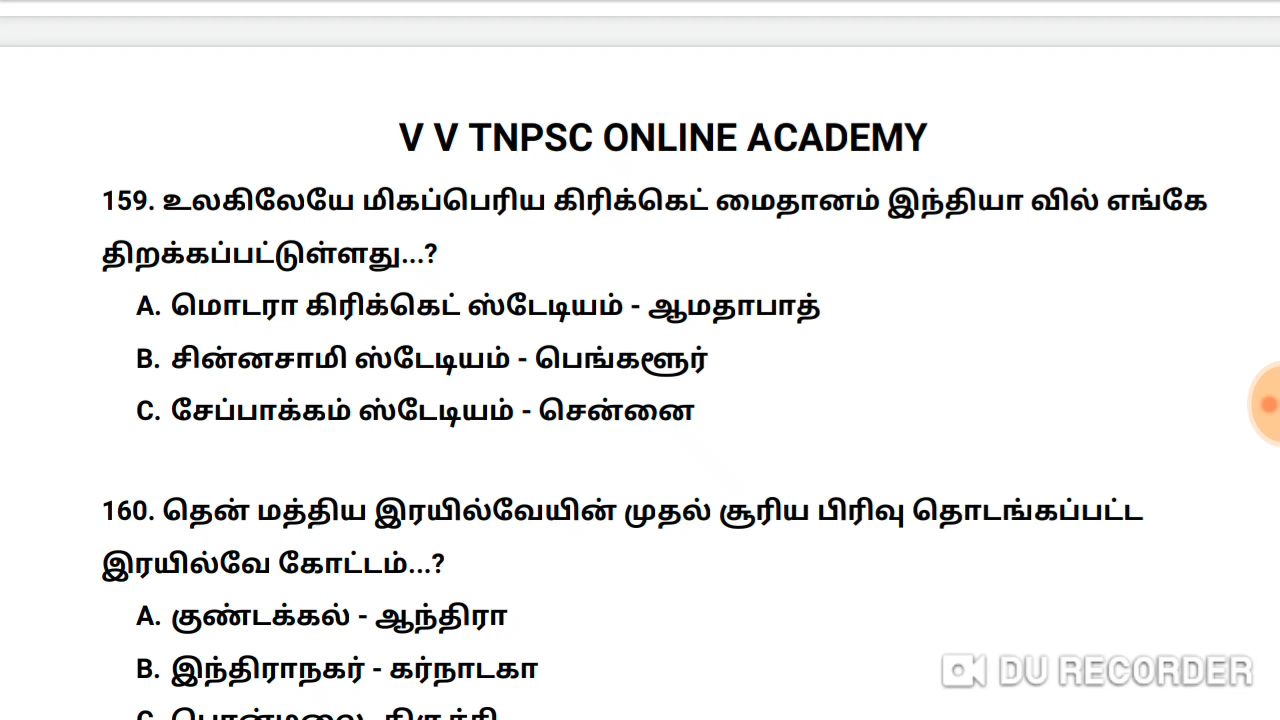 V V TNPSC ONLINE ACADEMY
159. உலகிலேயே மிகப்பெரிய கிரிக்கெட் மைதானம் இந்தியா வில் எங்கே
திறக்கப்பட்டுள்ளது...?
A. மொடரா கிரிக்கெட் ஸ்டேடியம் - ஆமதாபாத்
B. சின்னசாமி ஸ்டேடியம் - பெங்களூர்
C. சேப்பாக்கம் ஸ்டேடியம் - சென்னை
160. தென் மத்திய இரயில்வேயின் முதல் சூரிய பிரிவு தொடங்கப்பட்ட
இரயில்வே கோட்டம்...?
A. குண்டக்கல் - ஆந்திரா
B. இந்திராநகர் - கர்நாடகா
DU RECORDER